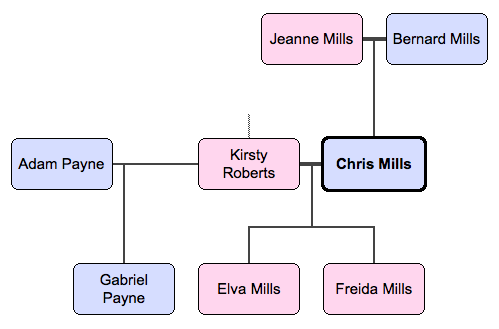 Jeanne Mills
Bernard Mills
Adam Payne
Kirsty
Roberts
Chris Mills
Gabriel
Payne
Elva Mills
Freida Mills